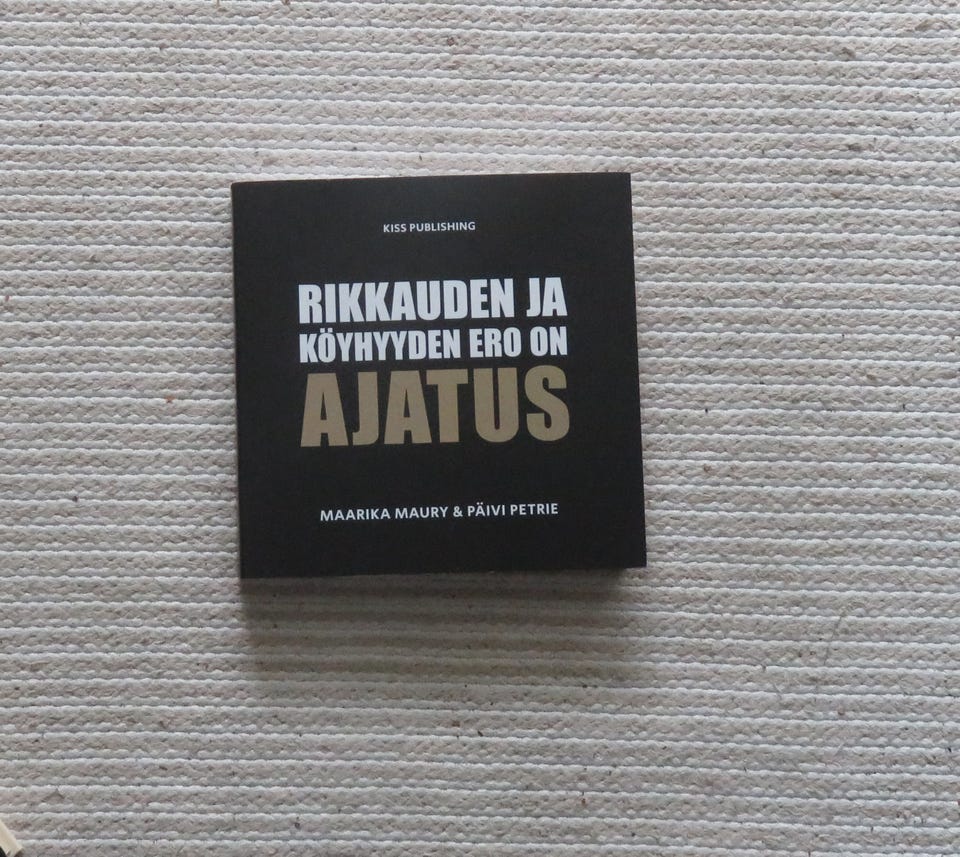 KISS PUBLISHING
RIKKAUDEN JA
KÖYHYYDEN ERO ON
AJATUS
MAARIKA MAURY & PÄIVI PETRIE